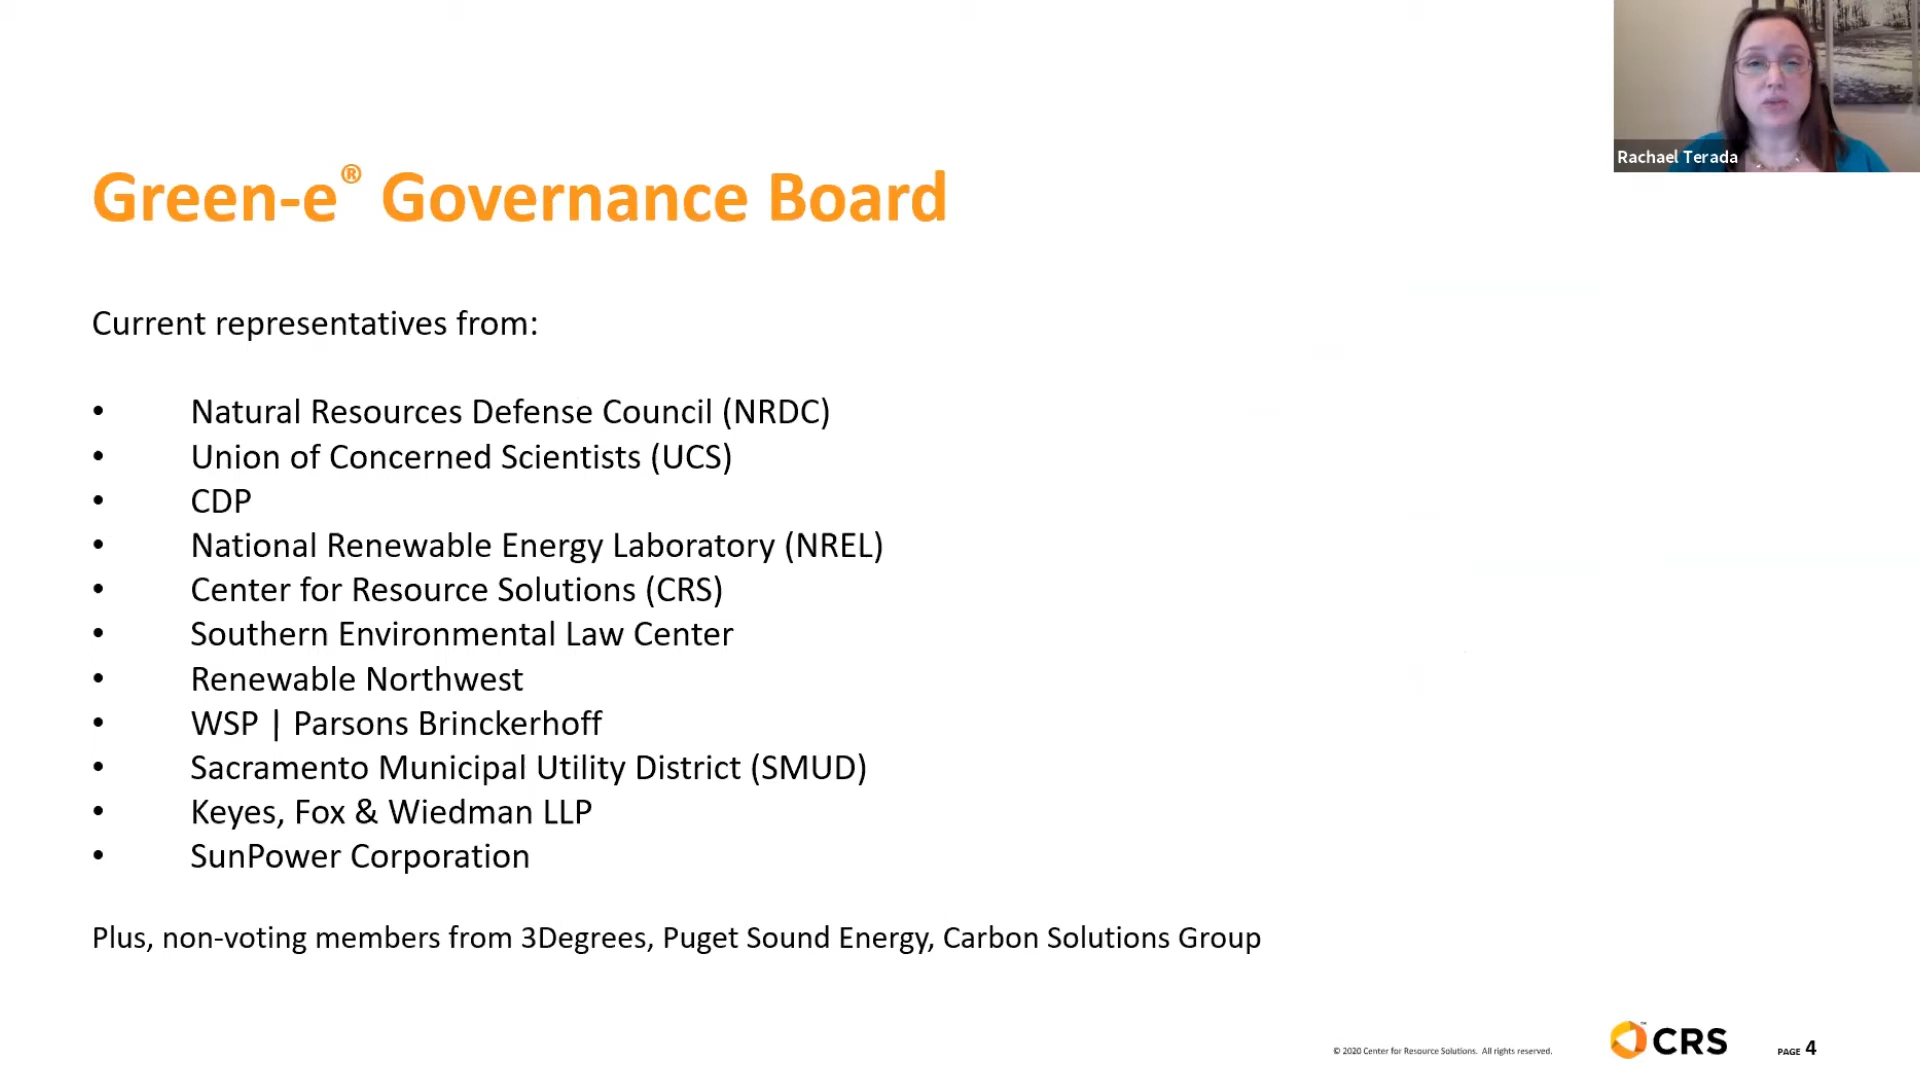 Rachael Terada
Green-e® Governance Board
Current representatives from:
• Natural Resources Defense Council (NRDC)
• Union of Concerned Scientists (UCS)
• CDP
• National Renewable Energy Laboratory (NREL)
• Center for Resource Solutions (CRS)
• Southern Environmental Law Center
• Renewable Northwest
• WSP | Parsons Brinckerhoff
• Sacramento Municipal Utility District (SMUD)
• Keyes, Fox & Wiedman LLP
• SunPower Corporation
Plus, non-voting members from 3Degrees, Puget Sound Energy, Carbon Solutions Group
© 2020 Center for Resource Solutions. All rights reserved.
™ CRS
PAGE 4